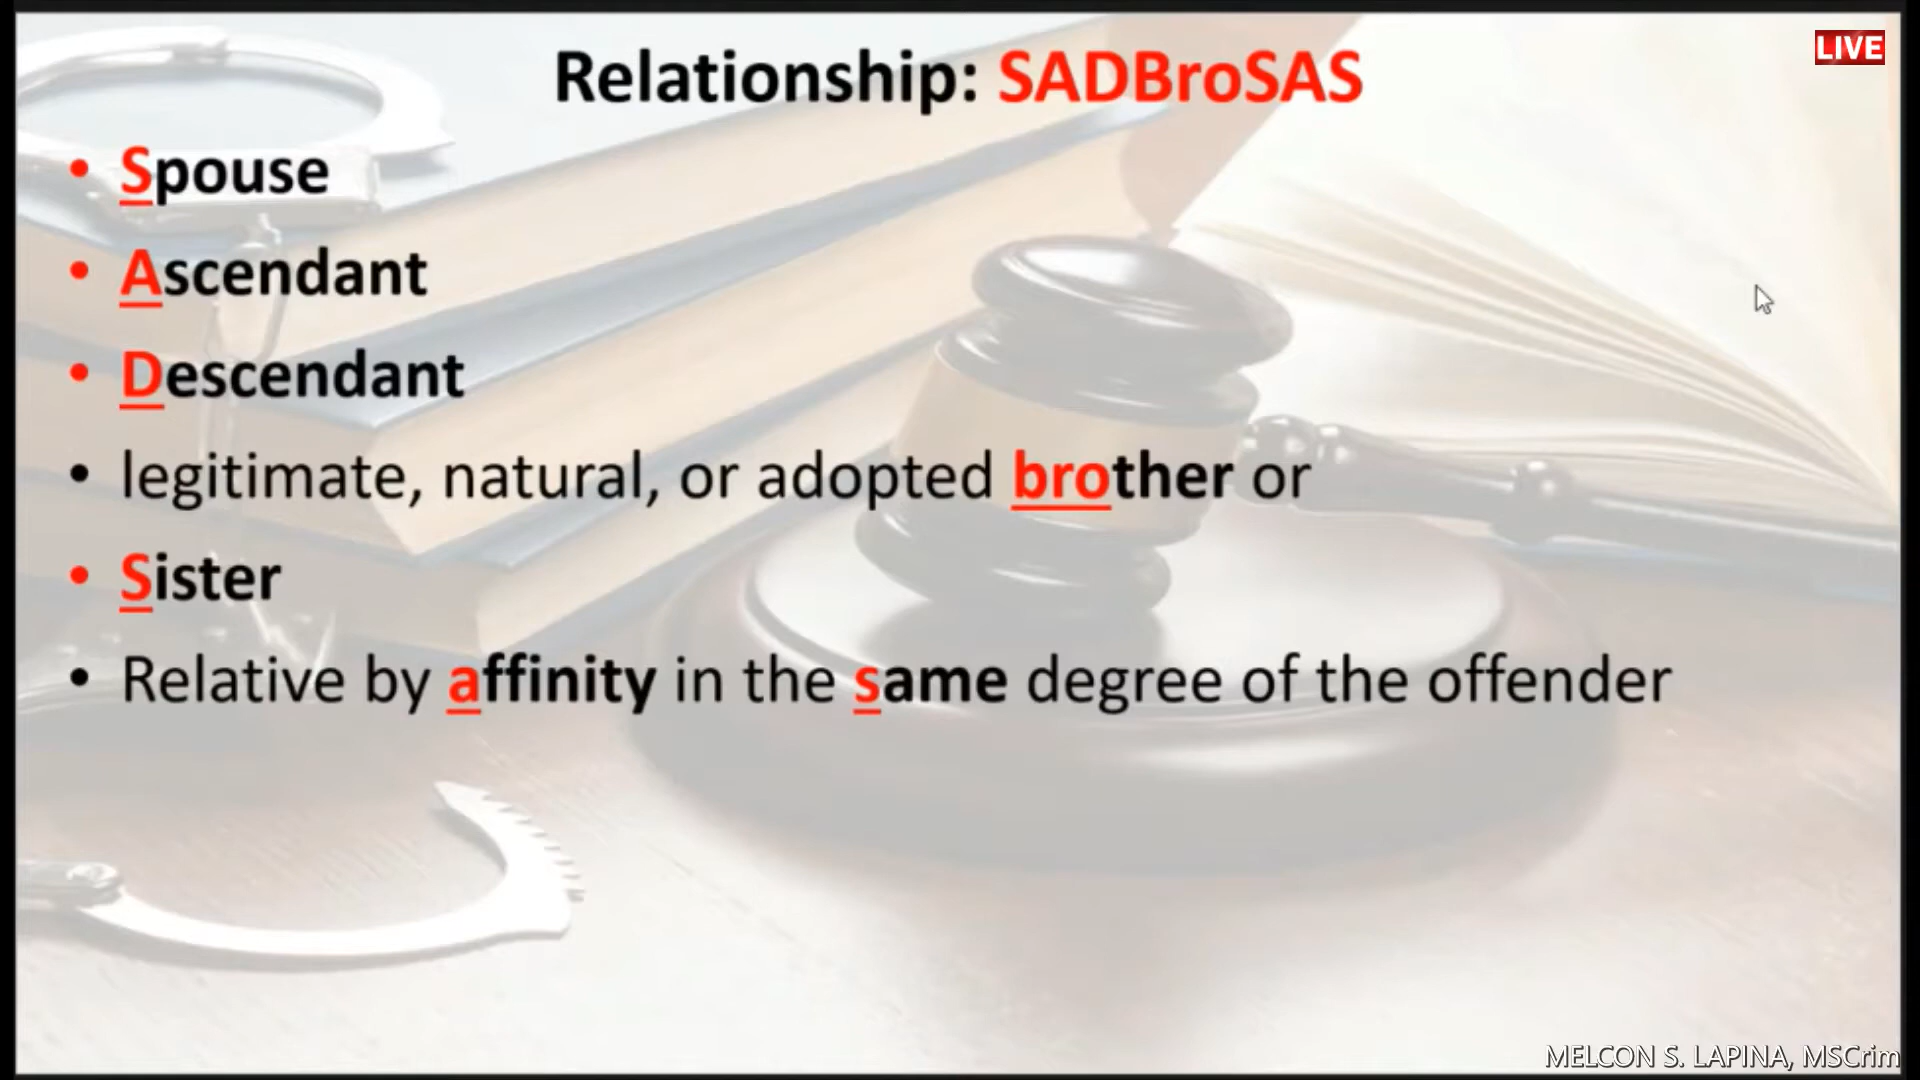 Relationship: SADBroSAS
LIVE
• Spouse
• Ascendant
• Descendant
• legitimate, natural, or adopted brother or
• Sister
• Relative by affinity in the same degree of the offender
MELCON S. LAPINA, MSCrim